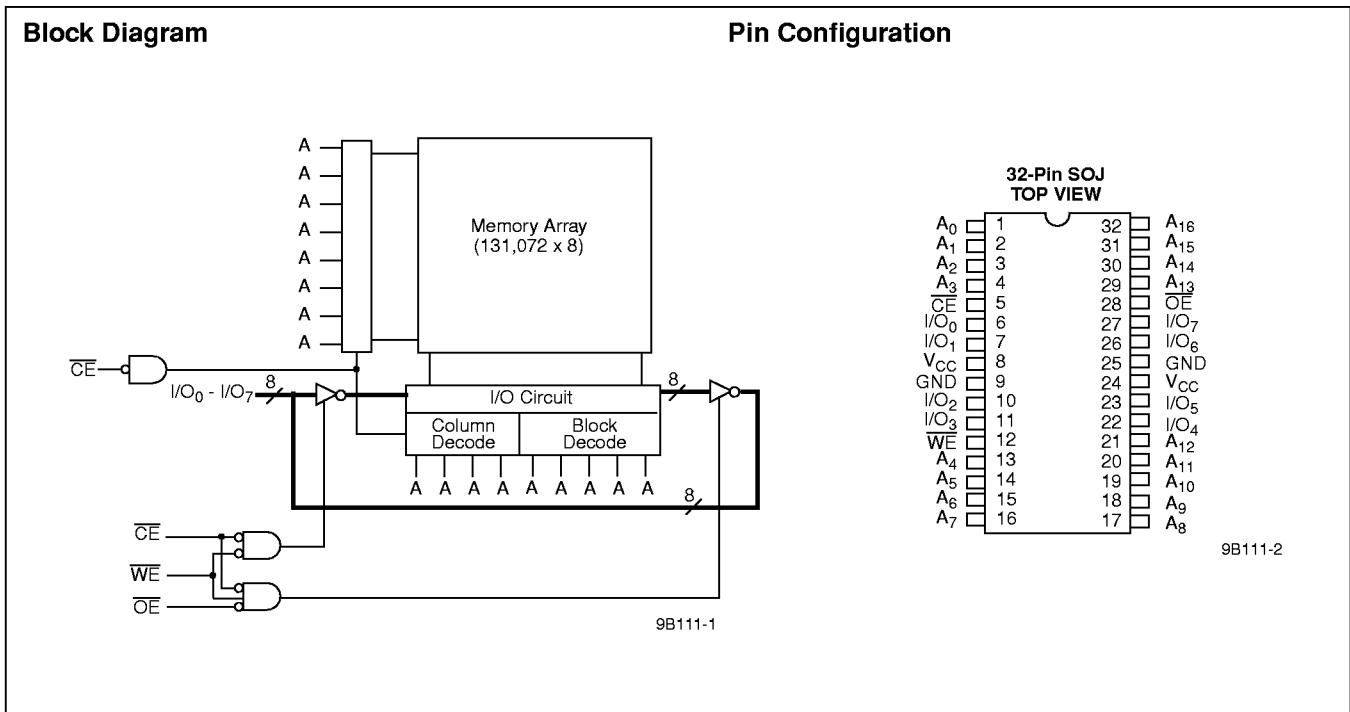 Block Diagram
Pin Configuration
A
A
A
A
A
A
A
A
Memory Array
(131,072 x 8)
CE
I/O0 - I/O7
8
I/O Circuit
8
Column
Decode
Block
Decode
A A A A A A A A A
8
CE
WE
OE
9B111-1
32-Pin SOJ
TOP VIEW
A0 1 32 A16
A1 2 31 A15
A2 3 30 A14
A3 4 29 A13
CE 5 28 OE
I/O0 6 27 I/O7
I/O1 7 26 I/O6
VCC 8 25 GND
GND 9 24 VCC
I/O2 10 23 I/O5
I/O3 11 22 I/O4
WE 12 21 A12
A4 13 20 A11
A5 14 19 A10
A6 15 18 A9
A7 16 17 A8
9B111-2